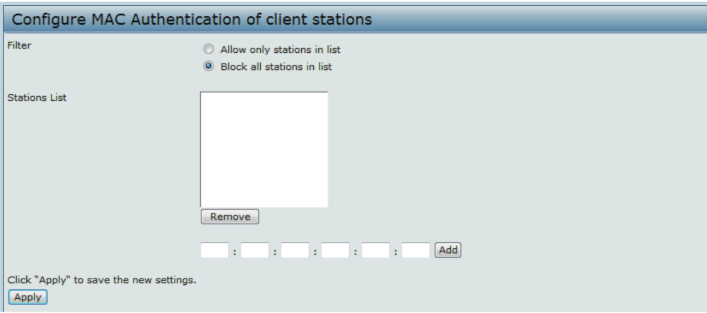 Configure MAC Authentication of client stations
Filter
Allow only stations in list
Block all stations in list
Stations List
Remove
: : : : : Add
Click "Apply" to save the new settings.
Apply